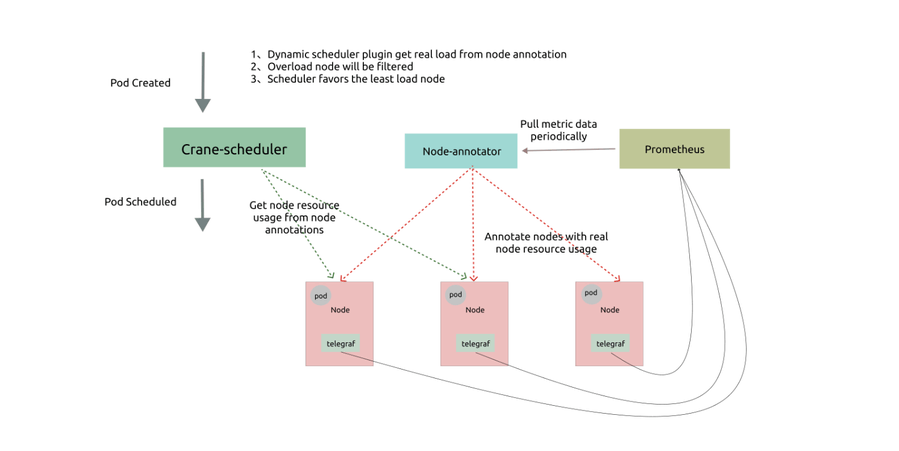 1、Dynamic scheduler plugin get real load from node annotation
2、Overload node will be filtered
3、Scheduler favors the least load node
Pod Created
Pull metric data
periodically
Crane-scheduler
Node-annotator
Prometheus
Pod Scheduled
Get node resource
usage from node
annotations
Annotate nodes with real
node resource usage
pod
Node
telegraf
pod
Node
telegraf
pod
Node
telegraf